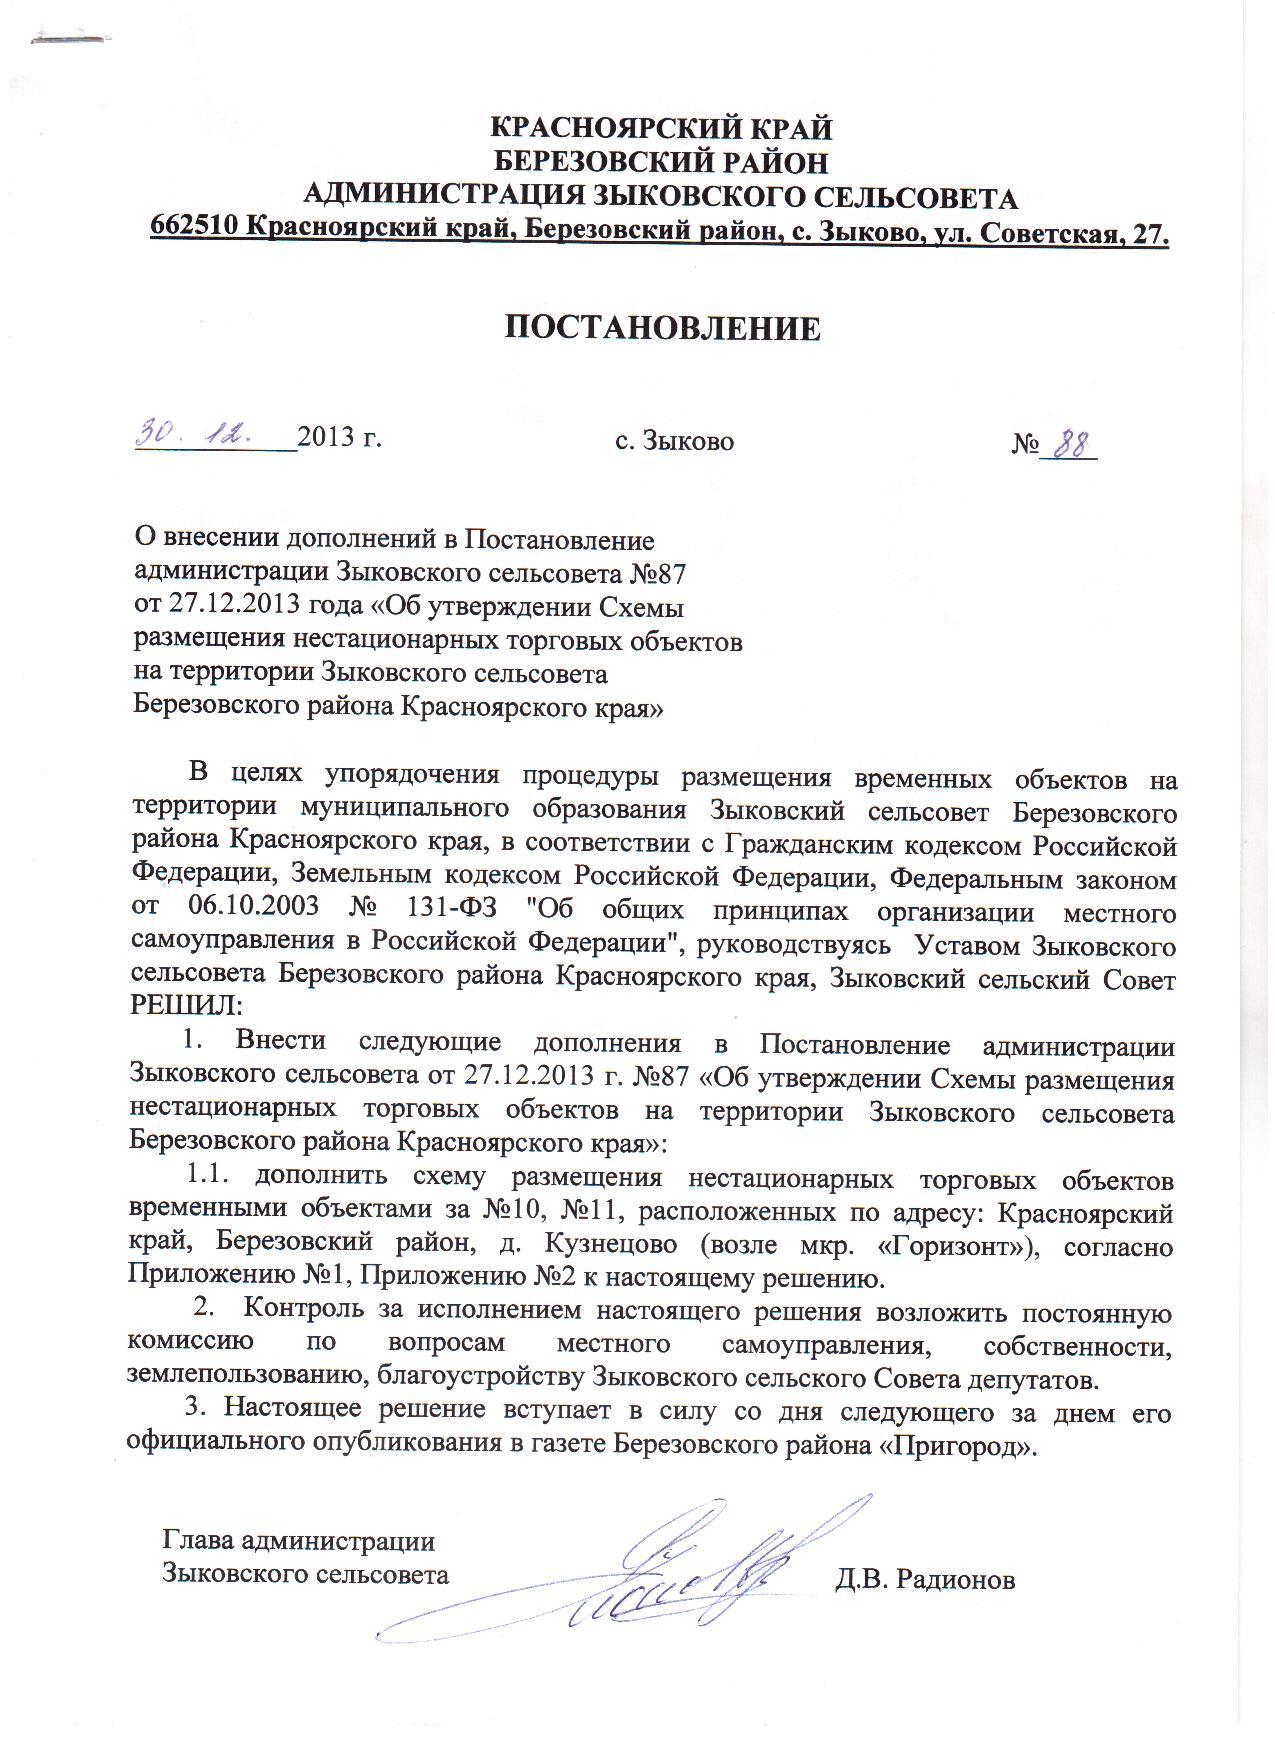 КРАСНОЯРСКИЙ КРАЙ
БЕРЕЗОВСКИЙ РАЙОН
АДМИНИСТРАЦИЯ ЗЫКОВСКОГО СЕЛЬСОВЕТА
662510 Красноярский край, Березовский район, с. Зыково, ул. Советская, 27.
ПОСТАНОВЛЕНИЕ
30. 12. 2013 г. с. Зыково № 88
О внесении дополнений в Постановление
администрации Зыковского сельсовета №87
от 27.12.2013 года «Об утверждении Схемы
размещения нестационарных торговых объектов
на территории Зыковского сельсовета
Березовского района Красноярского края»
В целях упорядочения процедуры размещения временных объектов на
территории муниципального образования Зыковский сельсовет Березовского
района Красноярского края, в соответствии с Гражданским кодексом Российской
Федерации, Земельным кодексом Российской Федерации, Федеральным законом
от 06.10.2003 № 131-ФЗ "Об общих принципах организации местного
самоуправления в Российской Федерации", руководствуясь Уставом Зыковского
сельсовета Березовского района Красноярского края, Зыковский сельский Совет
РЕШИЛ:
1. Внести следующие дополнения в Постановление администрации
Зыковского сельсовета от 27.12.2013 г. №87 «Об утверждении Схемы размещения
нестационарных торговых объектов на территории Зыковского сельсовета
Березовского района Красноярского края»:
1.1. дополнить схему размещения нестационарных торговых объектов
временными объектами за №10, №11, расположенных по адресу: Красноярский
край, Березовский район, д. Кузнецово (возле мкр. «Горизонт»), согласно
Приложению №1, Приложению №2 к настоящему решению.
2. Контроль за исполнением настоящего решения возложить постоянную
комиссию по вопросам местного самоуправления, собственности,
землепользованию, благоустройству Зыковского сельского Совета депутатов.
3. Настоящее решение вступает в силу со дня следующего за днем его
официального опубликования в газете Березовского района «Пригород».
Глава администрации
Зыковского сельсовета Д.В. Радионов